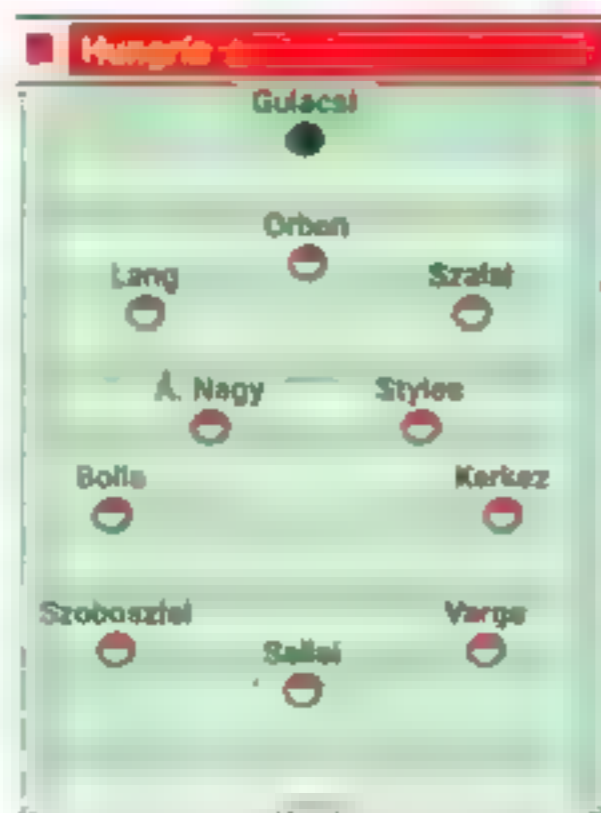 Hungría
Gulacsi
Orban
Lang
Szalai
Á. Nagy
Styles
Bolla
Kerkez
Szoboszlai
Varga
Sallai